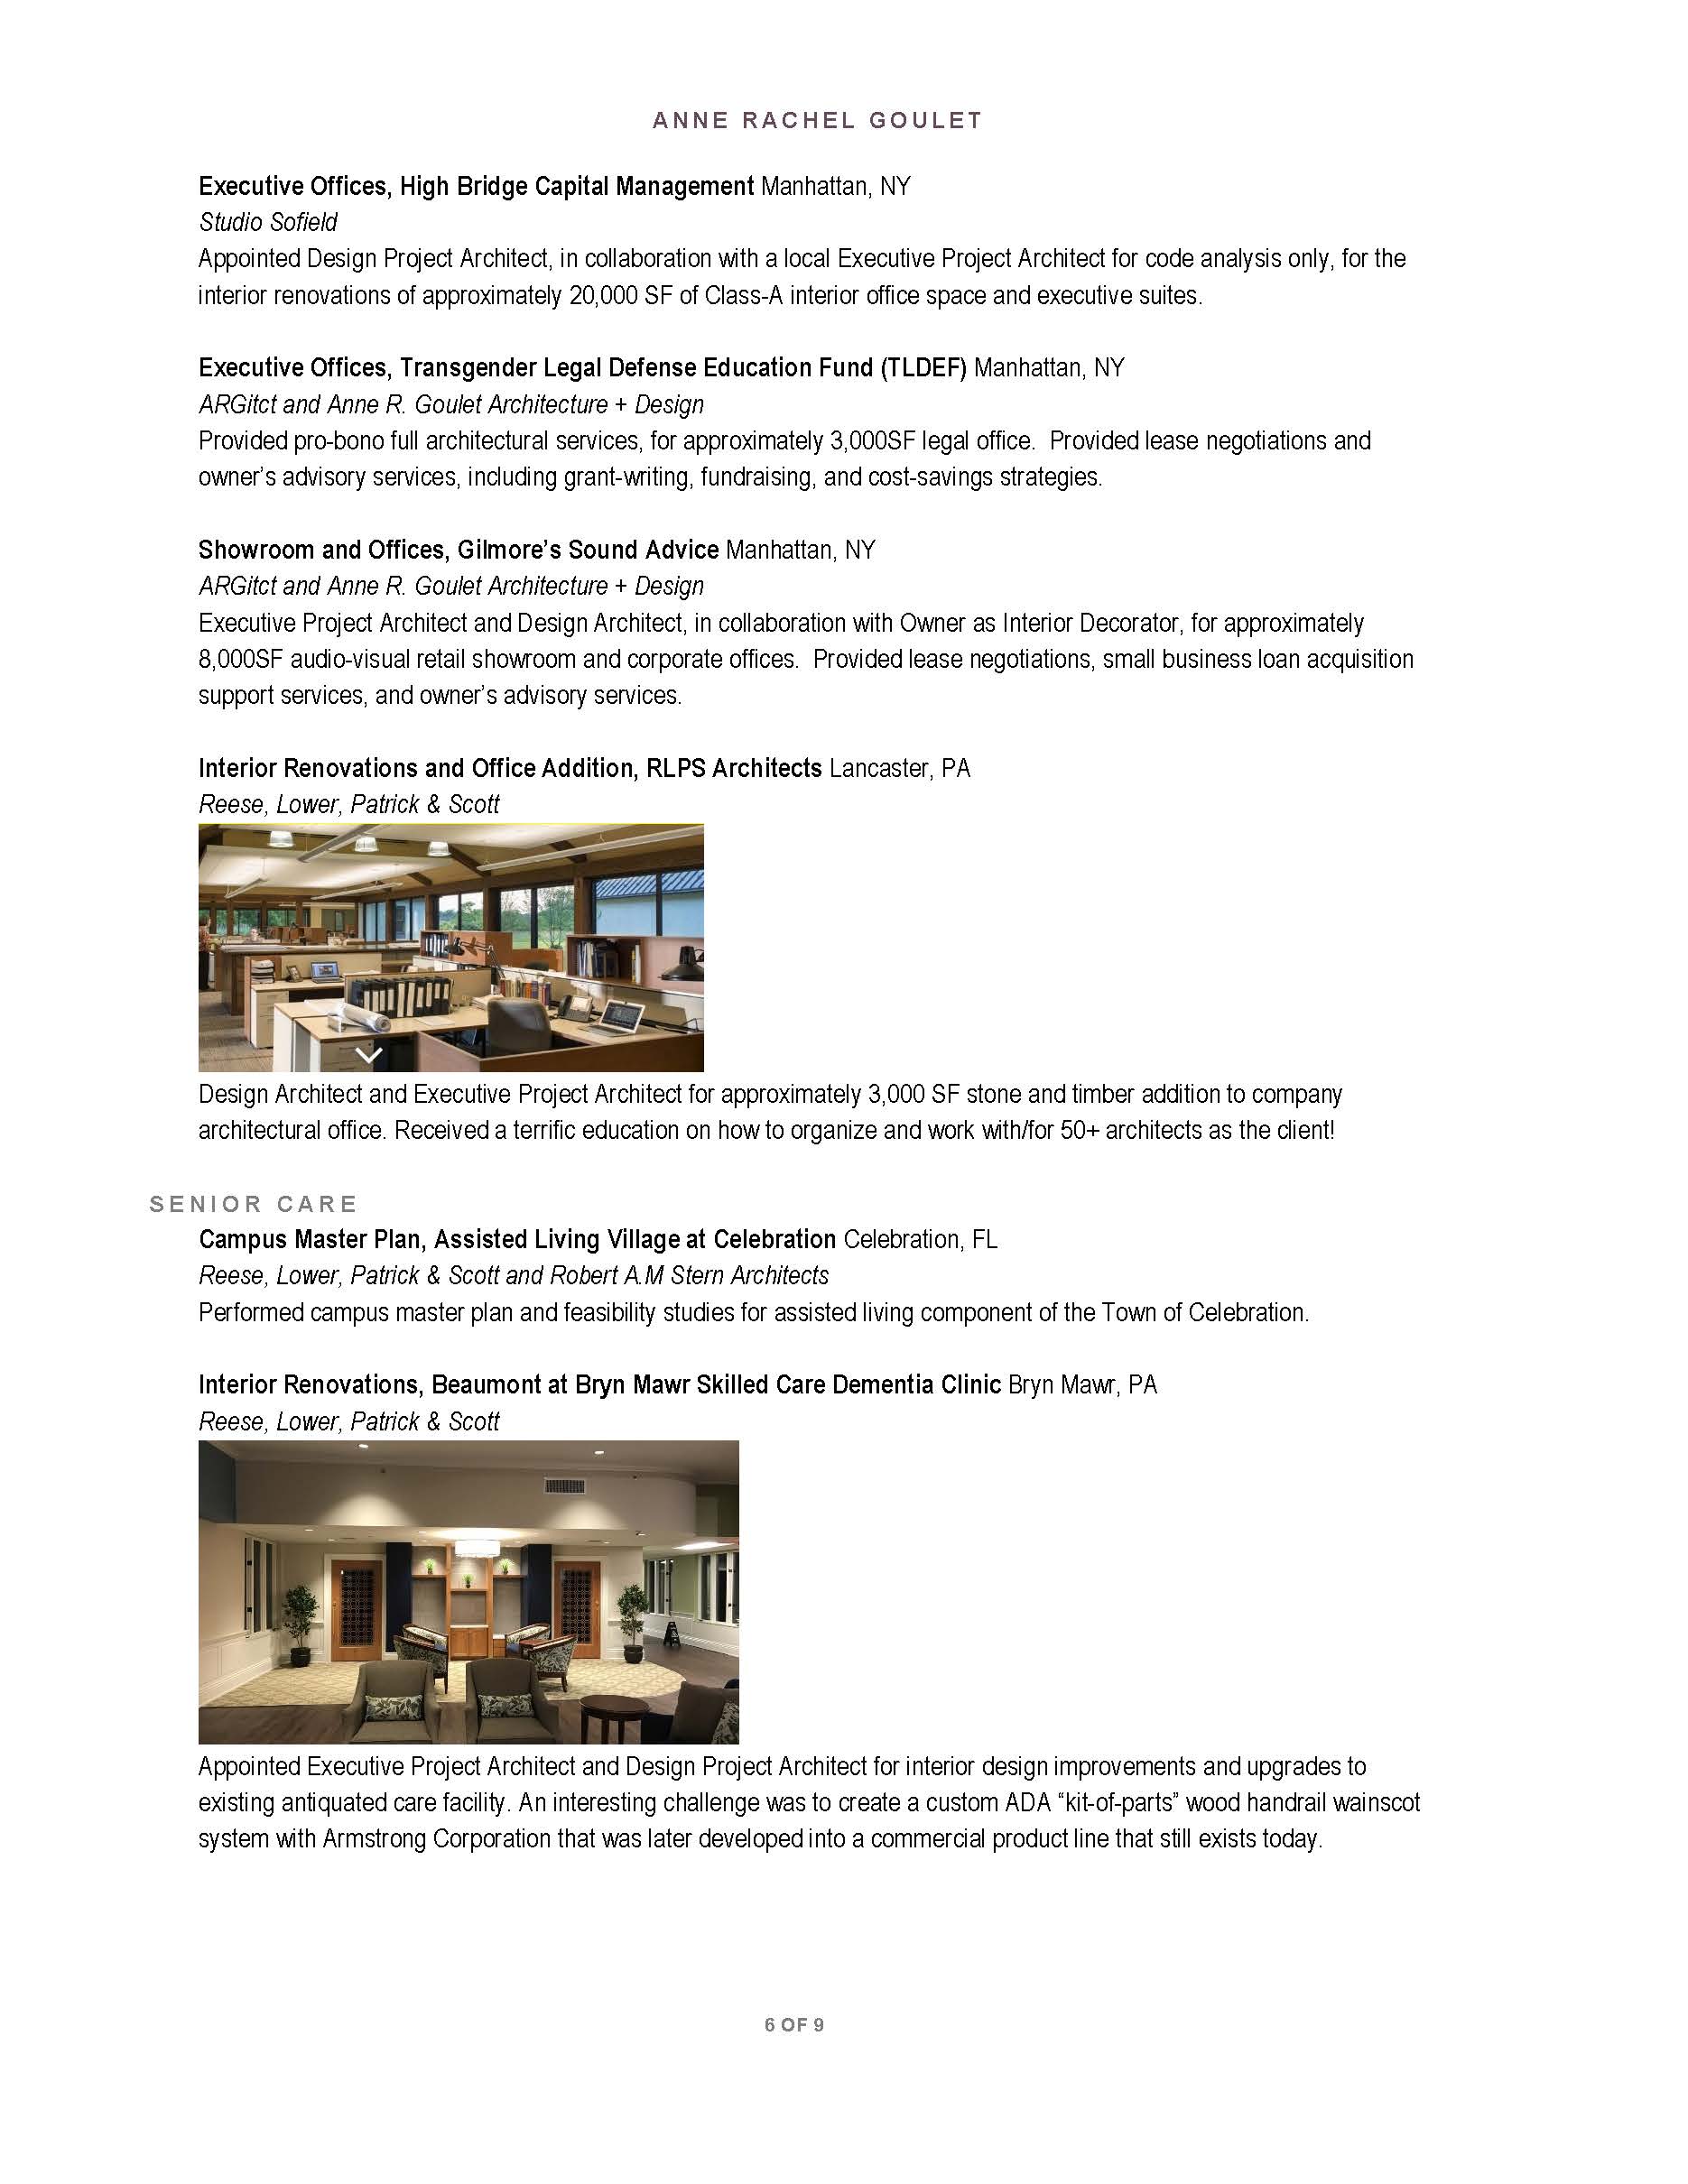 ANNE RACHEL GOULET
Executive Offices, High Bridge Capital Management Manhattan, NY
Studio Sofield
Appointed Design Project Architect, in collaboration with a local Executive Project Architect for code analysis only, for the
interior renovations of approximately 20,000 SF of Class-A interior office space and executive suites.
Executive Offices, Transgender Legal Defense Education Fund (TLDEF) Manhattan, NY
ARGitct and Anne R. Goulet Architecture + Design
Provided pro-bono full architectural services, for approximately 3,000SF legal office.  Provided lease negotiations and
owner's advisory services, including grant-writing, fundraising, and cost-savings strategies.
Showroom and Offices, Gilmore's Sound Advice Manhattan, NY
ARGitct and Anne R. Goulet Architecture + Design
Executive Project Architect and Design Architect, in collaboration with Owner as Interior Decorator, for approximately
8,000SF audio-visual retail showroom and corporate offices.  Provided lease negotiations, small business loan acquisition
support services, and owner's advisory services.
Interior Renovations and Office Addition, RLPS Architects Lancaster, PA
Reese, Lower, Patrick & Scott
Design Architect and Executive Project Architect for approximately 3,000 SF stone and timber addition to company
architectural office. Received a terrific education on how to organize and work with/for 50+ architects as the client!
SENIOR CARE
Campus Master Plan, Assisted Living Village at Celebration Celebration, FL
Reese, Lower, Patrick & Scott and Robert A.M Stern Architects
Performed campus master plan and feasibility studies for assisted living component of the Town of Celebration.
Interior Renovations, Beaumont at Bryn Mawr Skilled Care Dementia Clinic Bryn Mawr, PA
Reese, Lower, Patrick & Scott
Appointed Executive Project Architect and Design Project Architect for interior design improvements and upgrades to
existing antiquated care facility. An interesting challenge was to create a custom ADA “kit-of-parts” wood handrail wainscot
system with Armstrong Corporation that was later developed into a commercial product line that still exists today.
6 OF 9